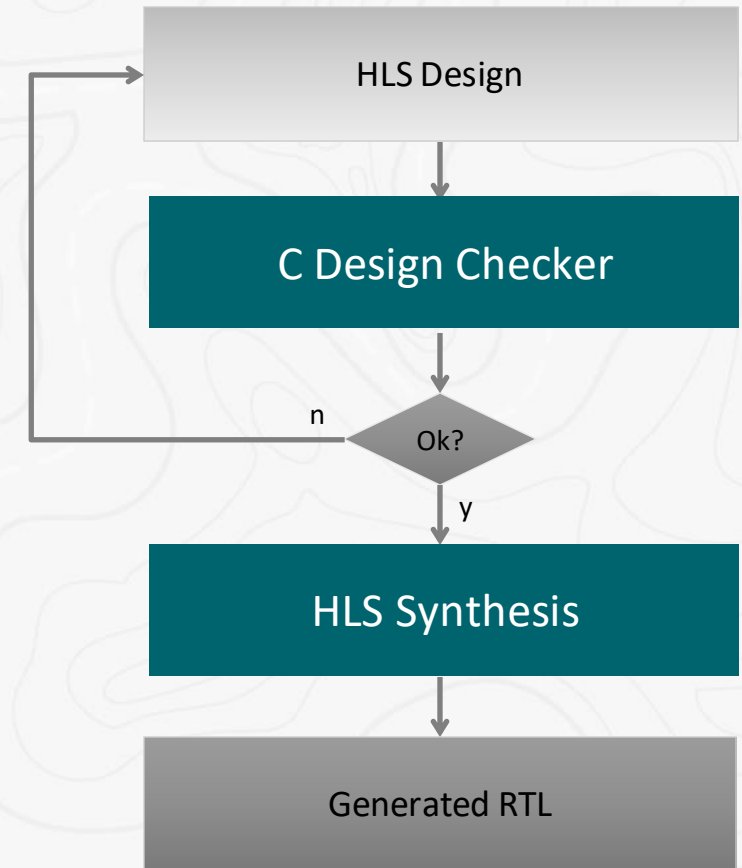 HLS Design
C Design Checker
n
Ok?
y
HLS Synthesis
Generated RTL